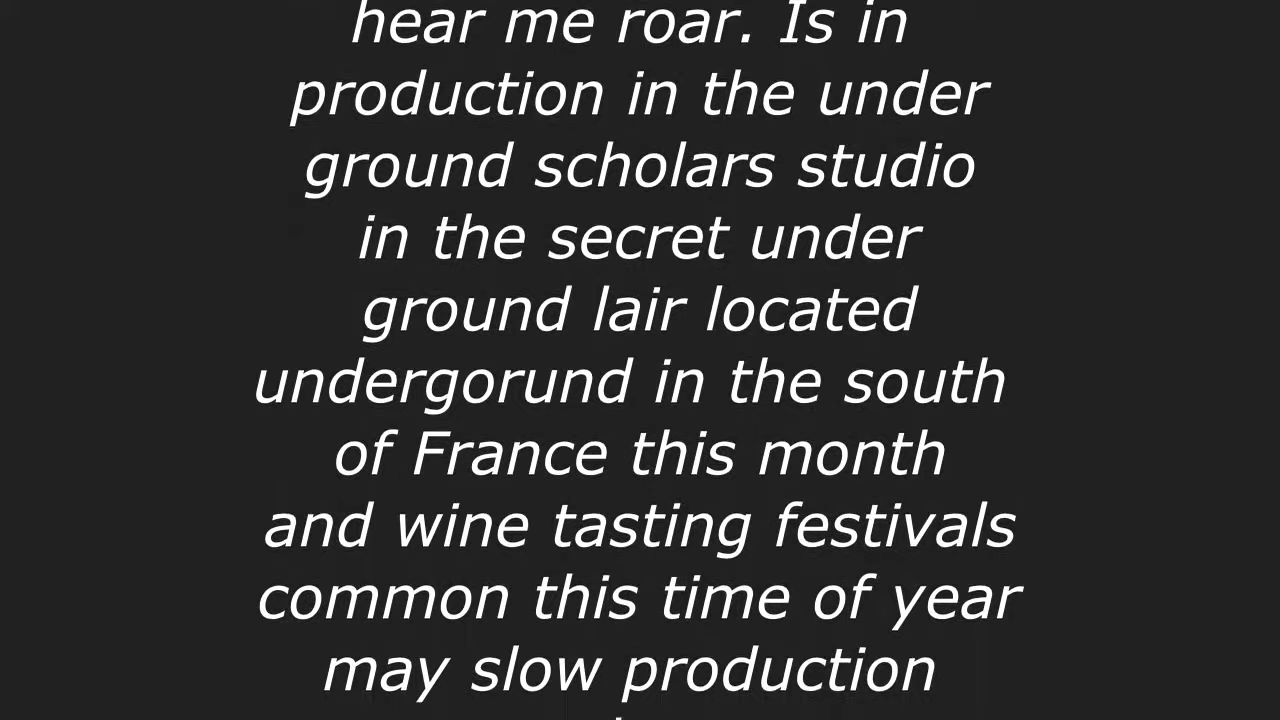 hear me roar. Is in
production in the under
ground scholars studio
in the secret under
ground lair located
undergorund in the south
of France this month
and wine tasting festivals
common this time of year
may slow production